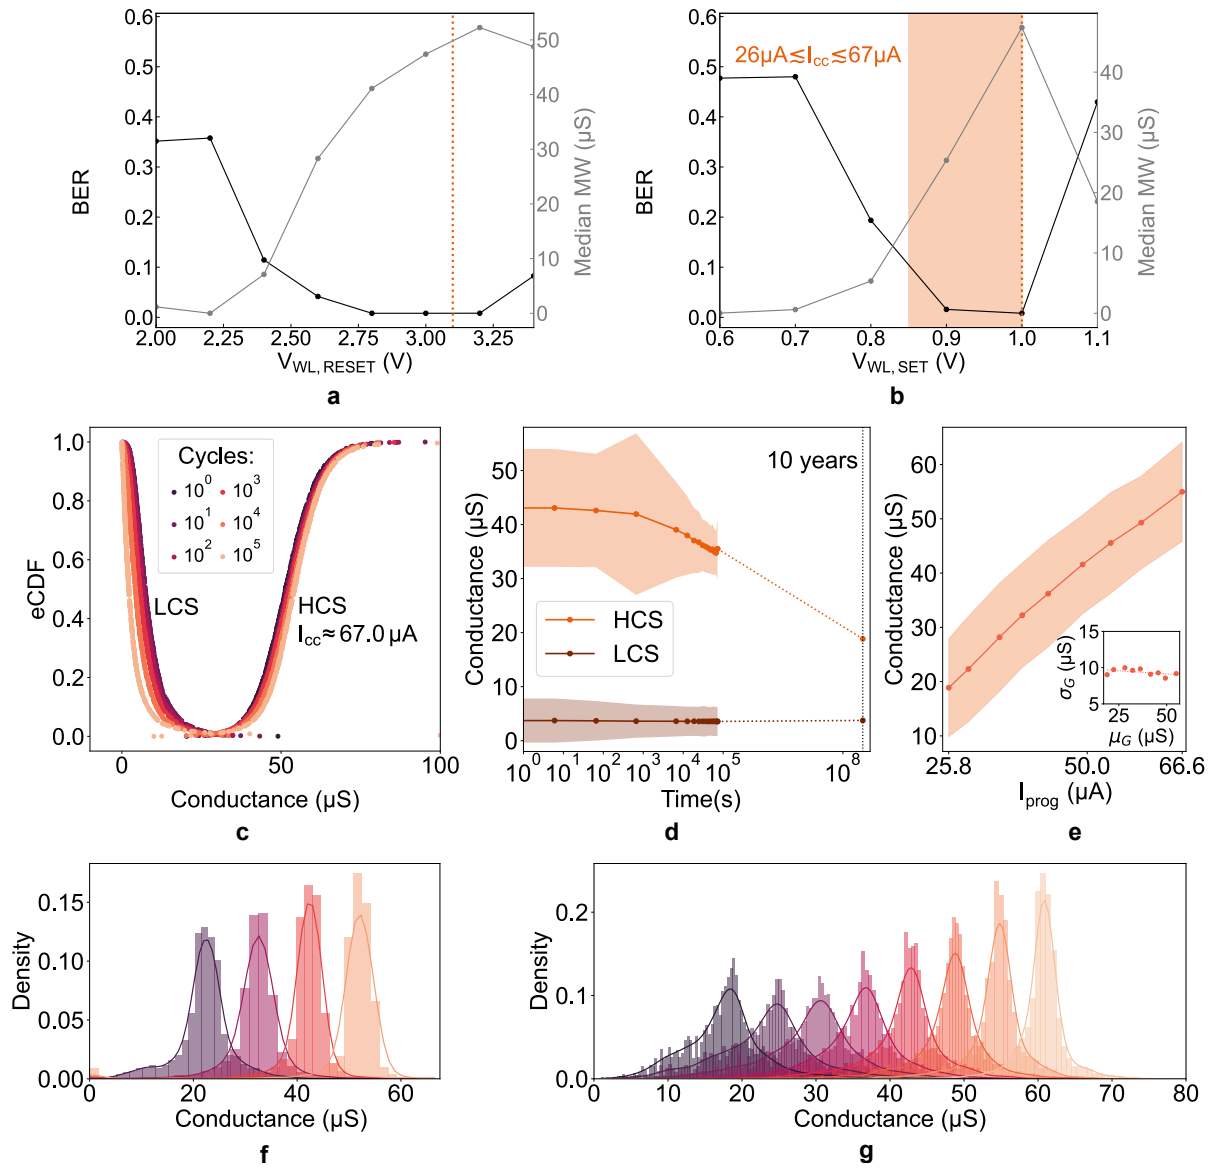 0.6
0.5
0.4
0.3
0.2
0.1
0.0
BER
50
40
30
20
10
0
Median MW (µS)
2.00 2.25 2.50 2.75 3.00 3.25
V_WL, RESET (V)
a
26µA≲I_cc≲67µA
0.6
0.5
0.4
0.3
0.2
0.1
0.0
BER
40
30
20
10
0
Median MW (µS)
0.6 0.7 0.8 0.9 1.0 1.1
V_WL, SET (V)
b
1.0
0.8
0.6
0.4
0.2
0.0
eCDF
Cycles:
10^0 10^3
10^1 10^4
10^2 10^5
LCS
HCS
I_cc≈67.0 µA
0 50 100
Conductance (µS)
c
50
40
30
20
10
0
Conductance (µS)
10 years
HCS
LCS
10^0 10^1 10^2 10^3 10^4 10^5 10^8
Time(s)
d
60
50
40
30
20
10
Conductance (µS)
15
10
5
σ_G (µS)
25 50
µ_G (µS)
25.8 50.0 66.6
I_prog (µA)
e
0.15
0.10
0.05
0.00
Density
0 20 40 60
Conductance (µS)
f
0.2
0.1
0.0
Density
0 10 20 30 40 50 60 70 80
Conductance (µS)
g